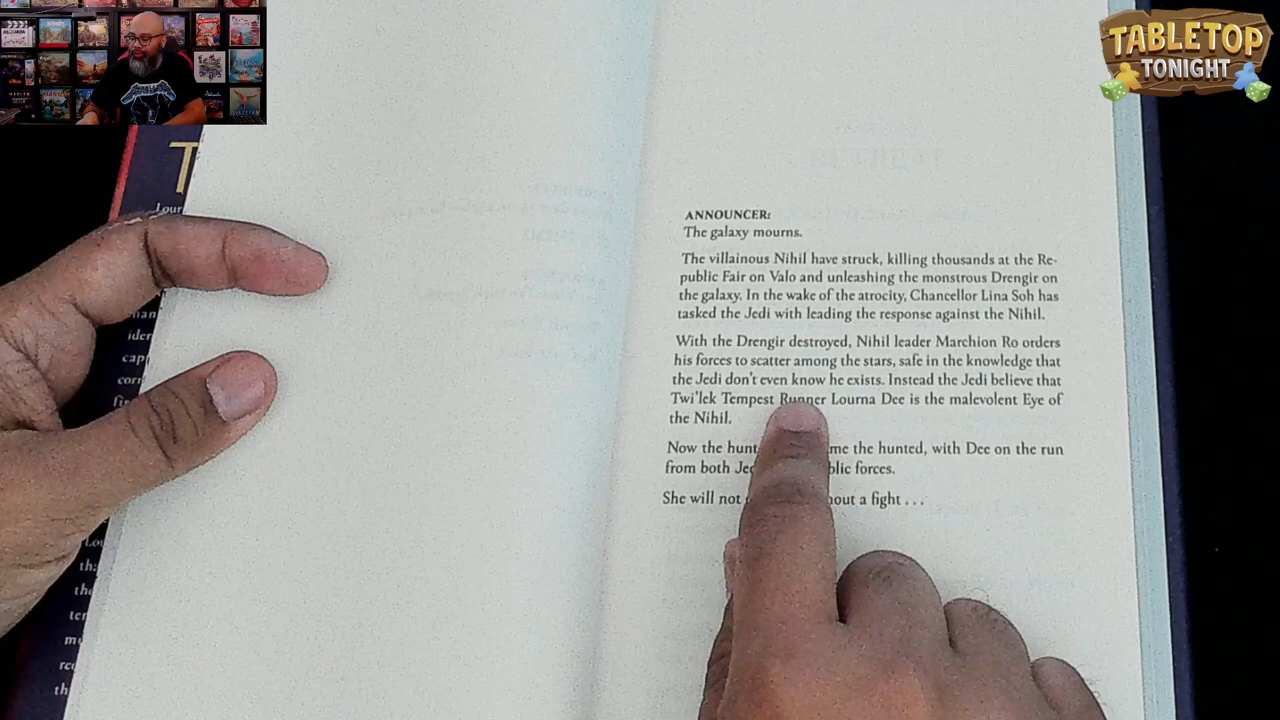 TABLETOP
TONIGHT
T
Lour
ider
cap
corr
ANNOUNCER:
The galaxy mourns.
The villainous Nihil have struck, killing thousands at the Re-
public Fair on Valo and unleashing the monstrous Drengir on
the galaxy. In the wake of the atrocity, Chancellor Lina Soh has
tasked the Jedi with leading the response against the Nihil.
With the Drengir destroyed, Nihil leader Marchion Ro orders
his forces to scatter among the stars, safe in the knowledge that
the Jedi don't even know he exists. Instead the Jedi believe that
Twi'lek Tempest Runner Lourna Dee is the malevolent Eye of
the Nihil.
Now the hunt me the hunted, with Dee on the run
from both Jed blic forces.
She will not out a fight . . .